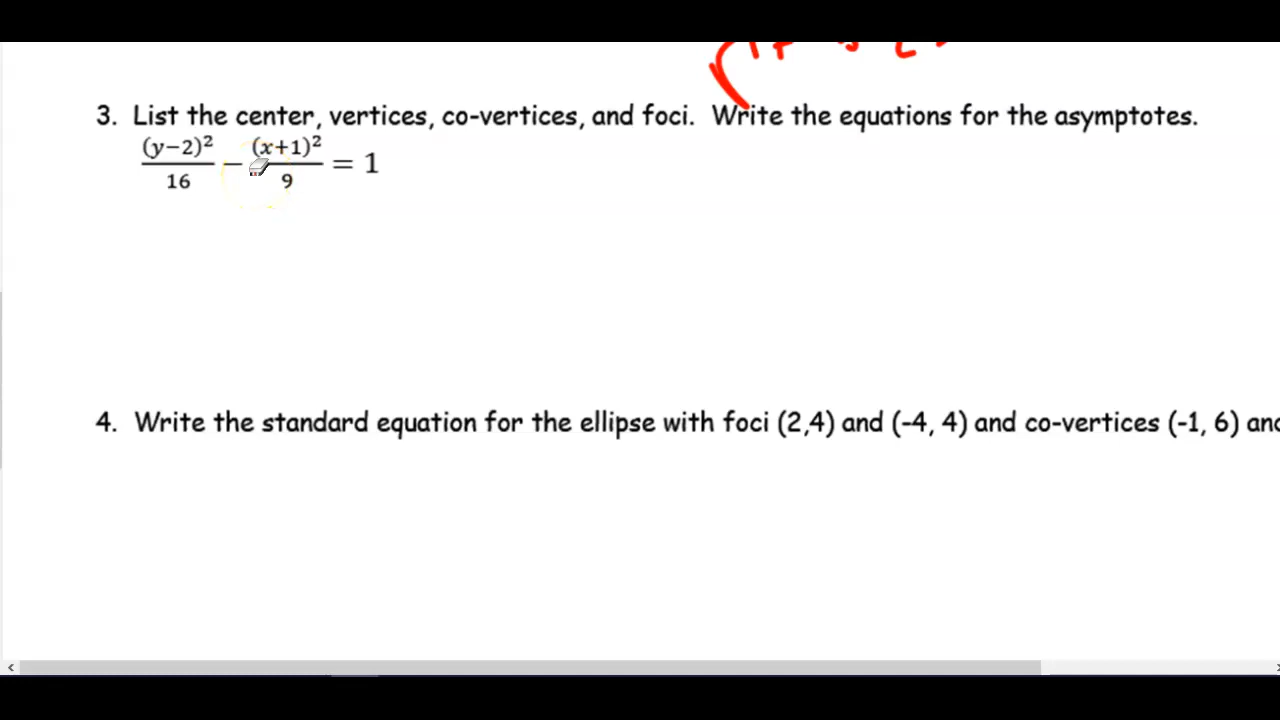 3. List the center, vertices, co-vertices, and foci. Write the equations for the asymptotes.
(y−2)²/16 − (x+1)²/9 = 1
4. Write the standard equation for the ellipse with foci (2,4) and (-4, 4) and co-vertices (-1, 6)